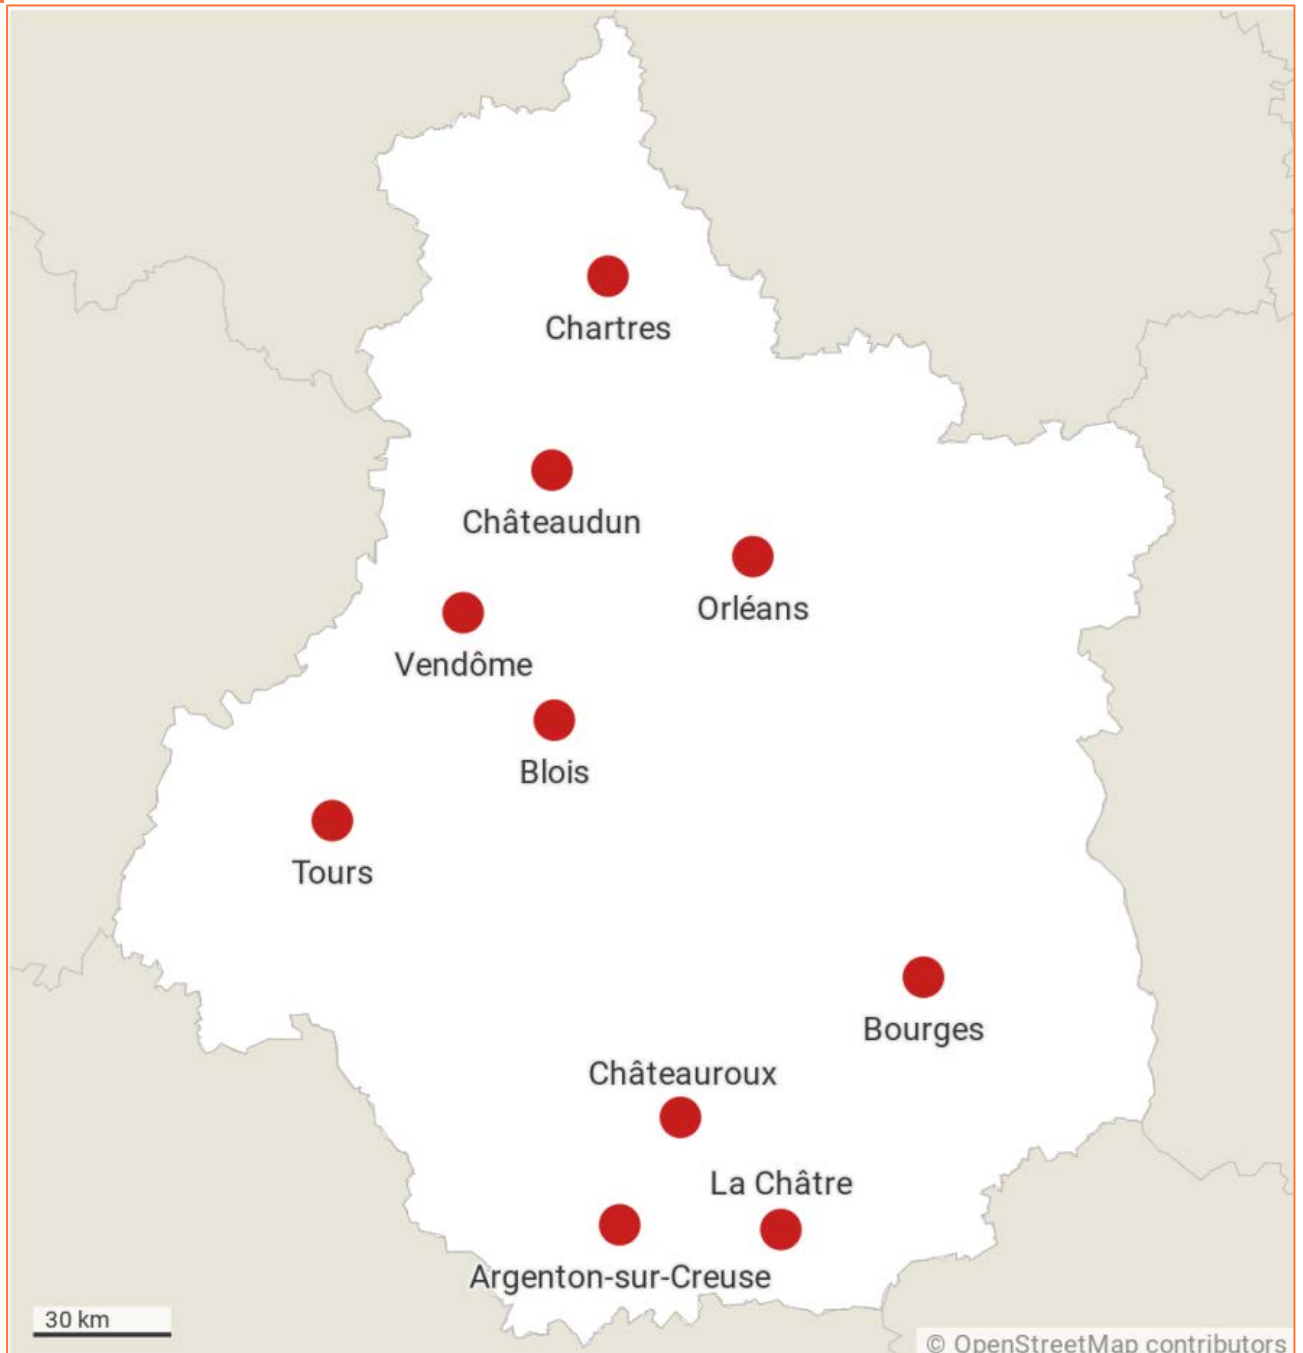 Chartres
Châteaudun
Orléans
Vendôme
Blois
Tours
Bourges
Châteauroux
La Châtre
Argenton-sur-Creuse
30 km
© OpenStreetMap contributors